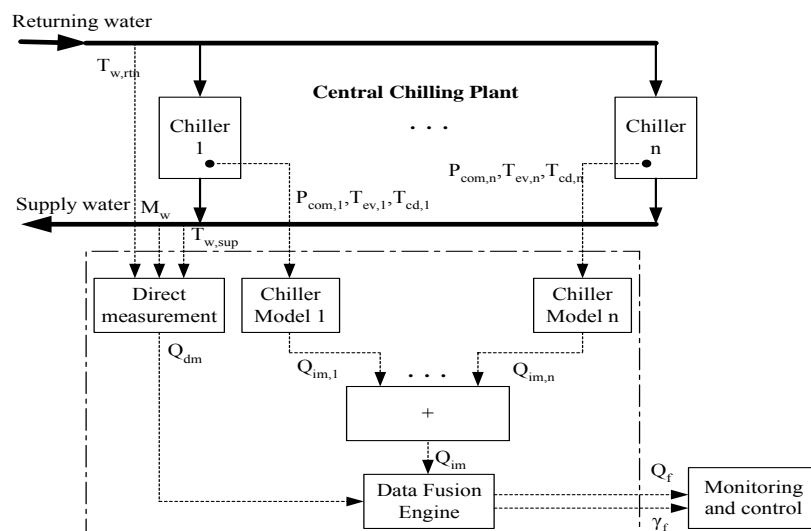 Returning water
T_w,rtn
Central Chilling Plant
Chiller
1
. . .
Chiller
n
P_com,n,T_ev,n,T_cd,n
P_com,1,T_ev,1,T_cd,1
Supply water
M_w
T_w,sup
Direct
measurement
Chiller
Model 1
Chiller
Model n
Q_dm
Q_im,1
. . .
Q_im,n
+
Q_im
Data Fusion
Engine
Q_f
γ_f
Monitoring
and control